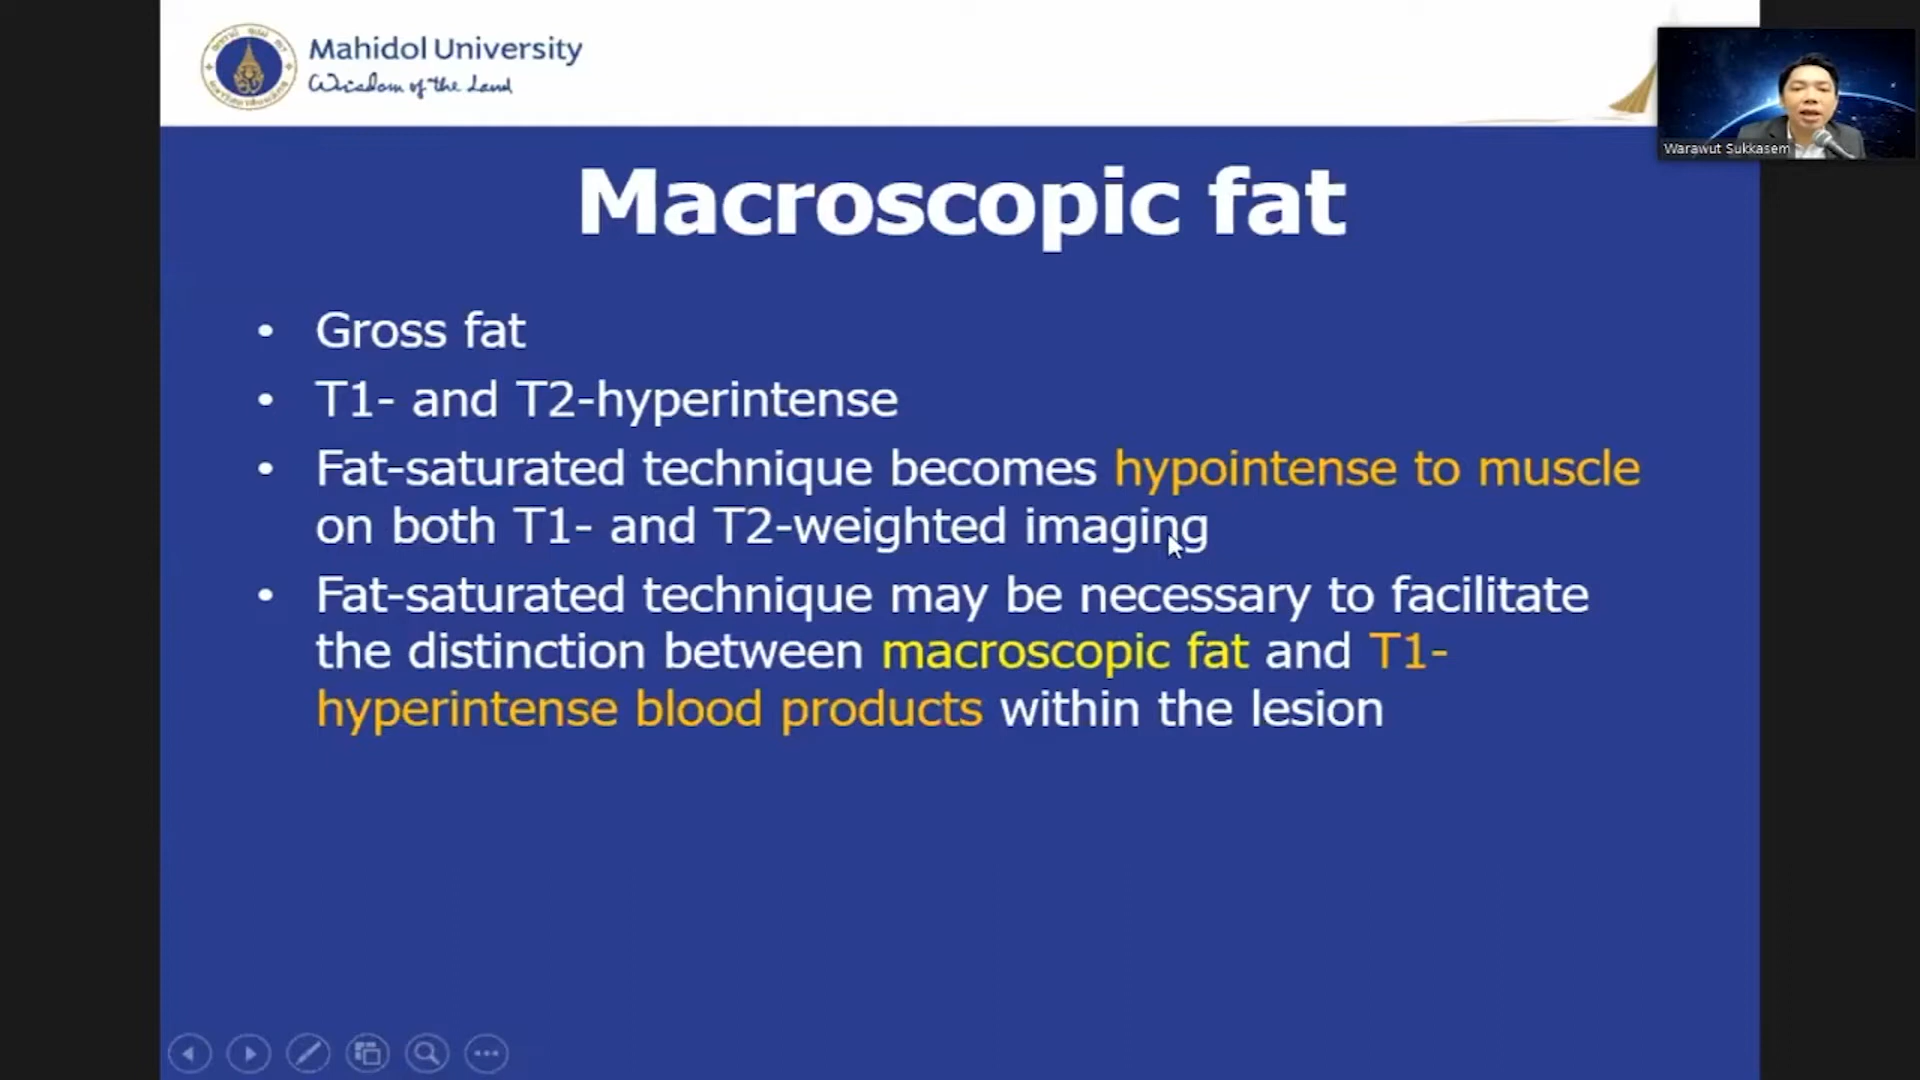 Mahidol University
Wisdom of the Land
Warawut Sukkasem
Macroscopic fat
• Gross fat
• T1- and T2-hyperintense
• Fat-saturated technique becomes hypointense to muscle
on both T1- and T2-weighted imaging
• Fat-saturated technique may be necessary to facilitate
the distinction between macroscopic fat and T1-
hyperintense blood products within the lesion